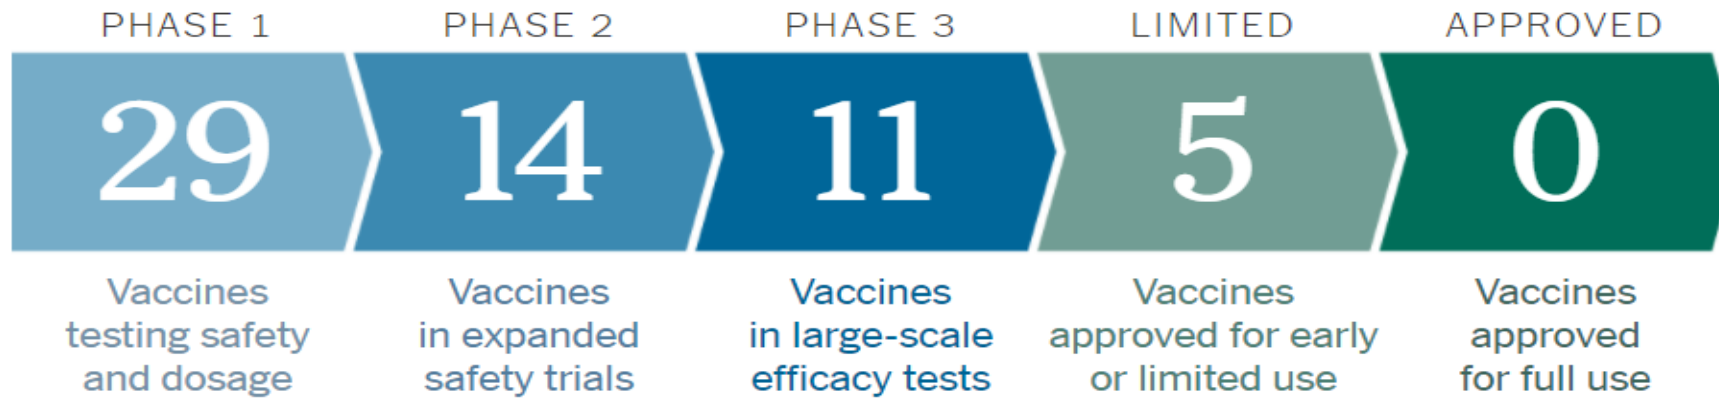 PHASE 1 PHASE 2 PHASE 3 LIMITED APPROVED
29 14 11 5 0
Vaccines Vaccines Vaccines Vaccines Vaccines
testing safety in expanded in large-scale approved for early approved
and dosage safety trials efficacy tests or limited use for full use